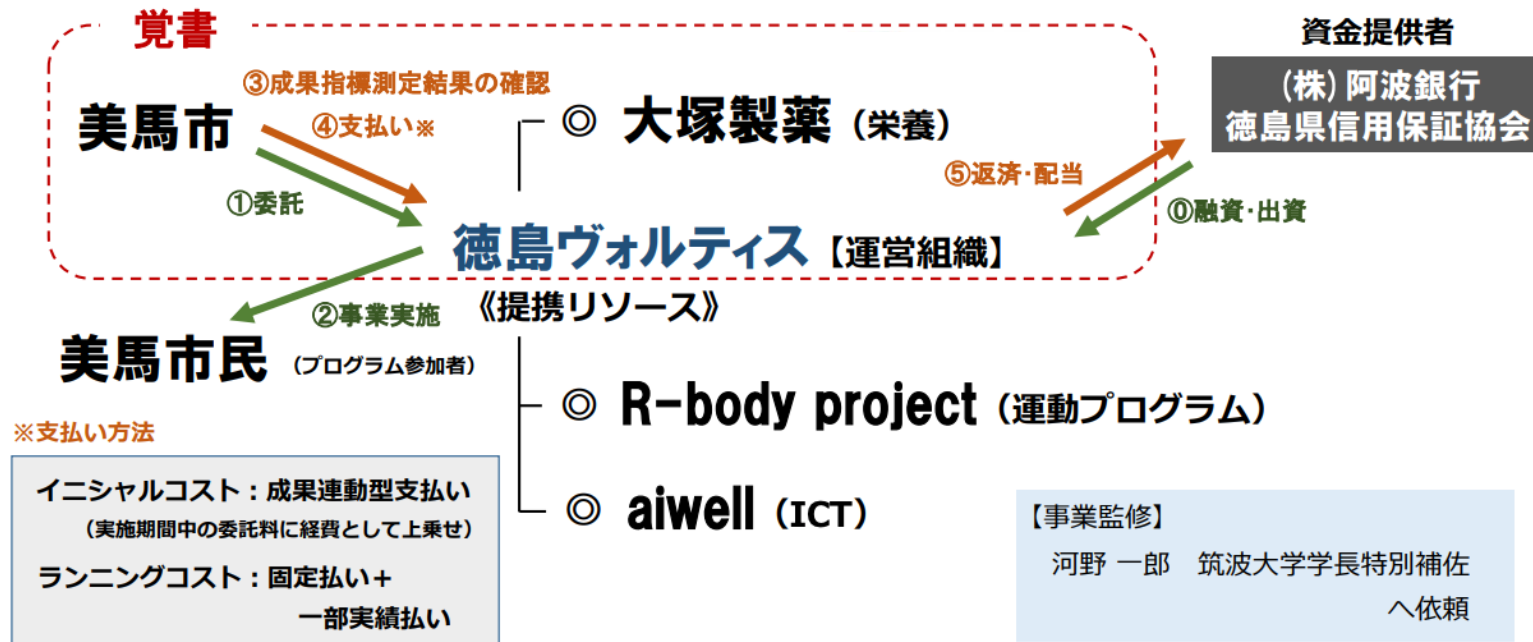 覚書
資金提供者
(株)阿波銀行
徳島県信用保証協会
③成果指標測定結果の確認
美馬市
④支払い※
◎ 大塚製薬（栄養）
⑤返済・配当
①委託
⓪融資・出資
徳島ヴォルティス【運営組織】
②事業実施
《提携リソース》
美馬市民（プログラム参加者）
◎ R-body project（運動プログラム）
※支払い方法
イニシャルコスト：成果連動型支払い
（実施期間中の委託料に経費として上乗せ）
ランニングコスト：固定払い＋
一部実績払い
◎ aiwell（ICT）
【事業監修】
河野 一郎　筑波大学学長特別補佐
へ依頼